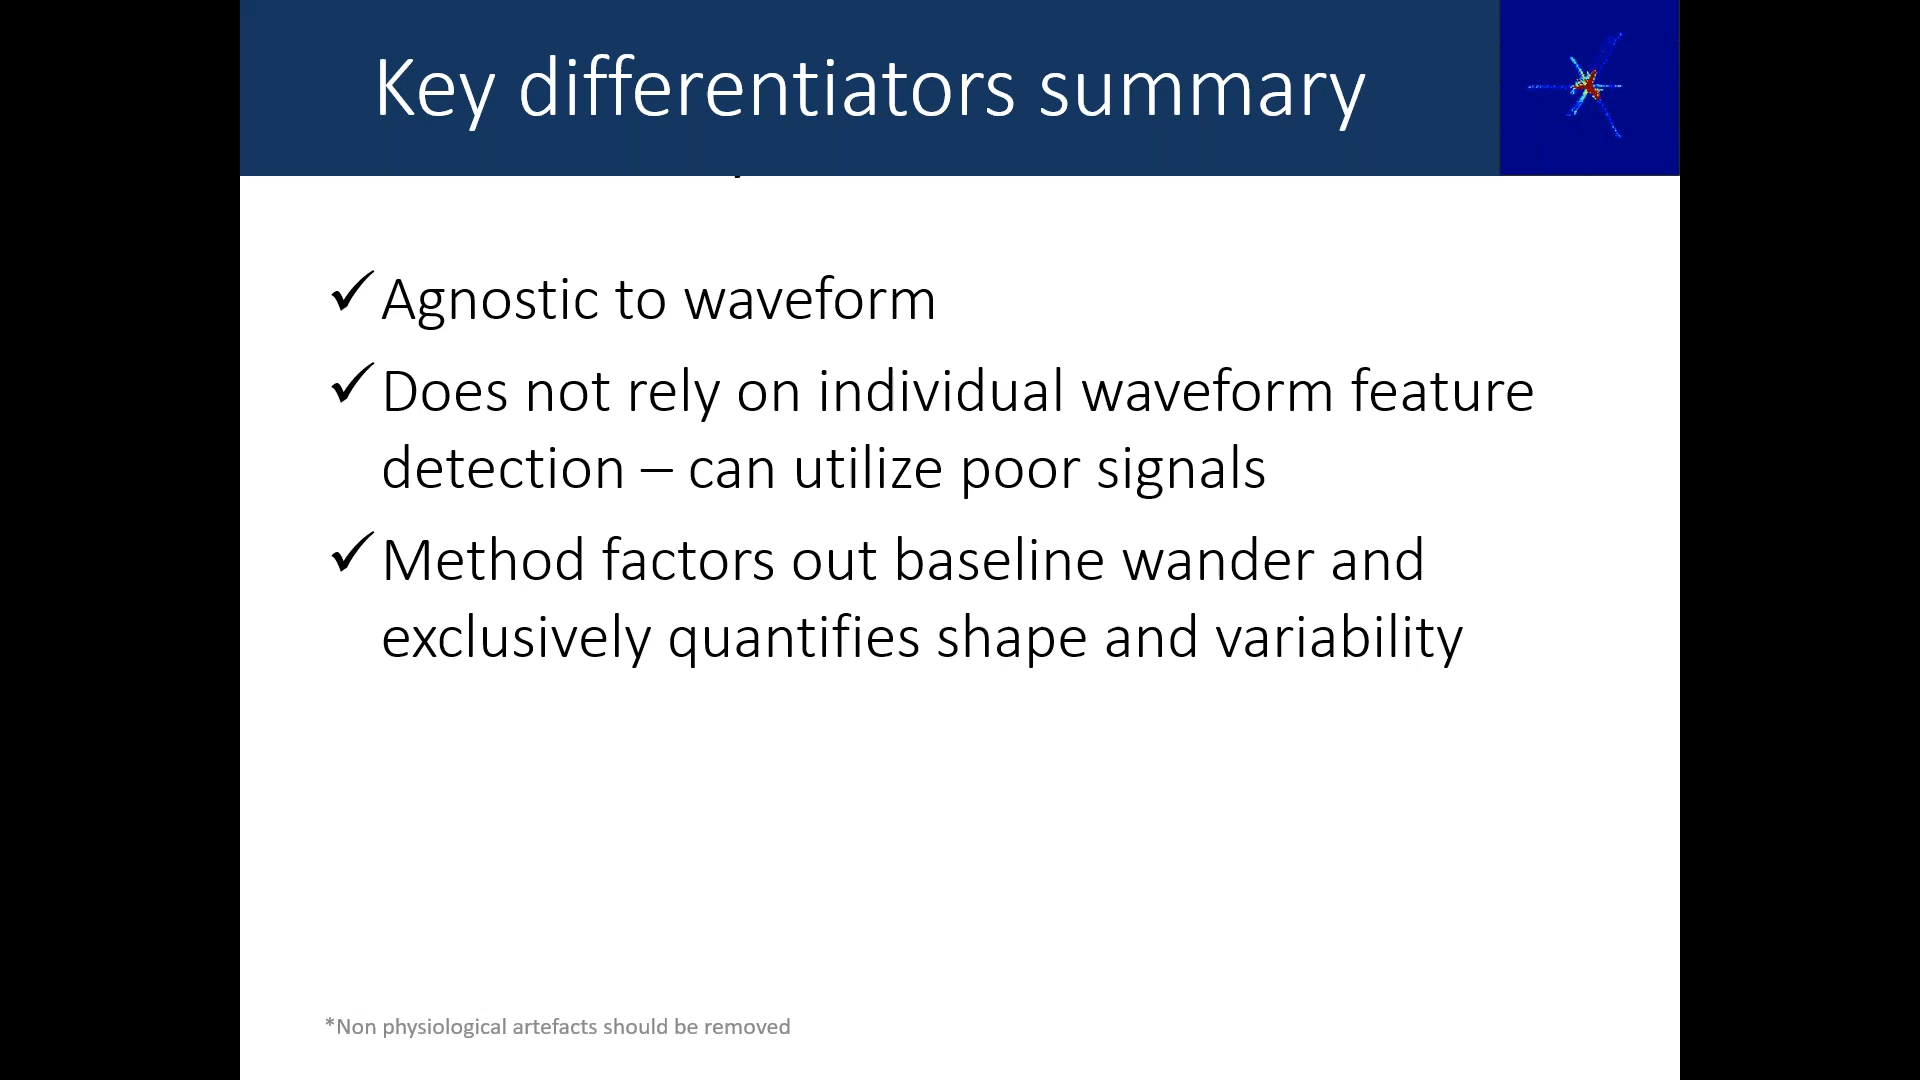 Key differentiators summary
✓Agnostic to waveform
✓Does not rely on individual waveform feature
detection – can utilize poor signals
✓Method factors out baseline wander and
exclusively quantifies shape and variability
*Non physiological artefacts should be removed